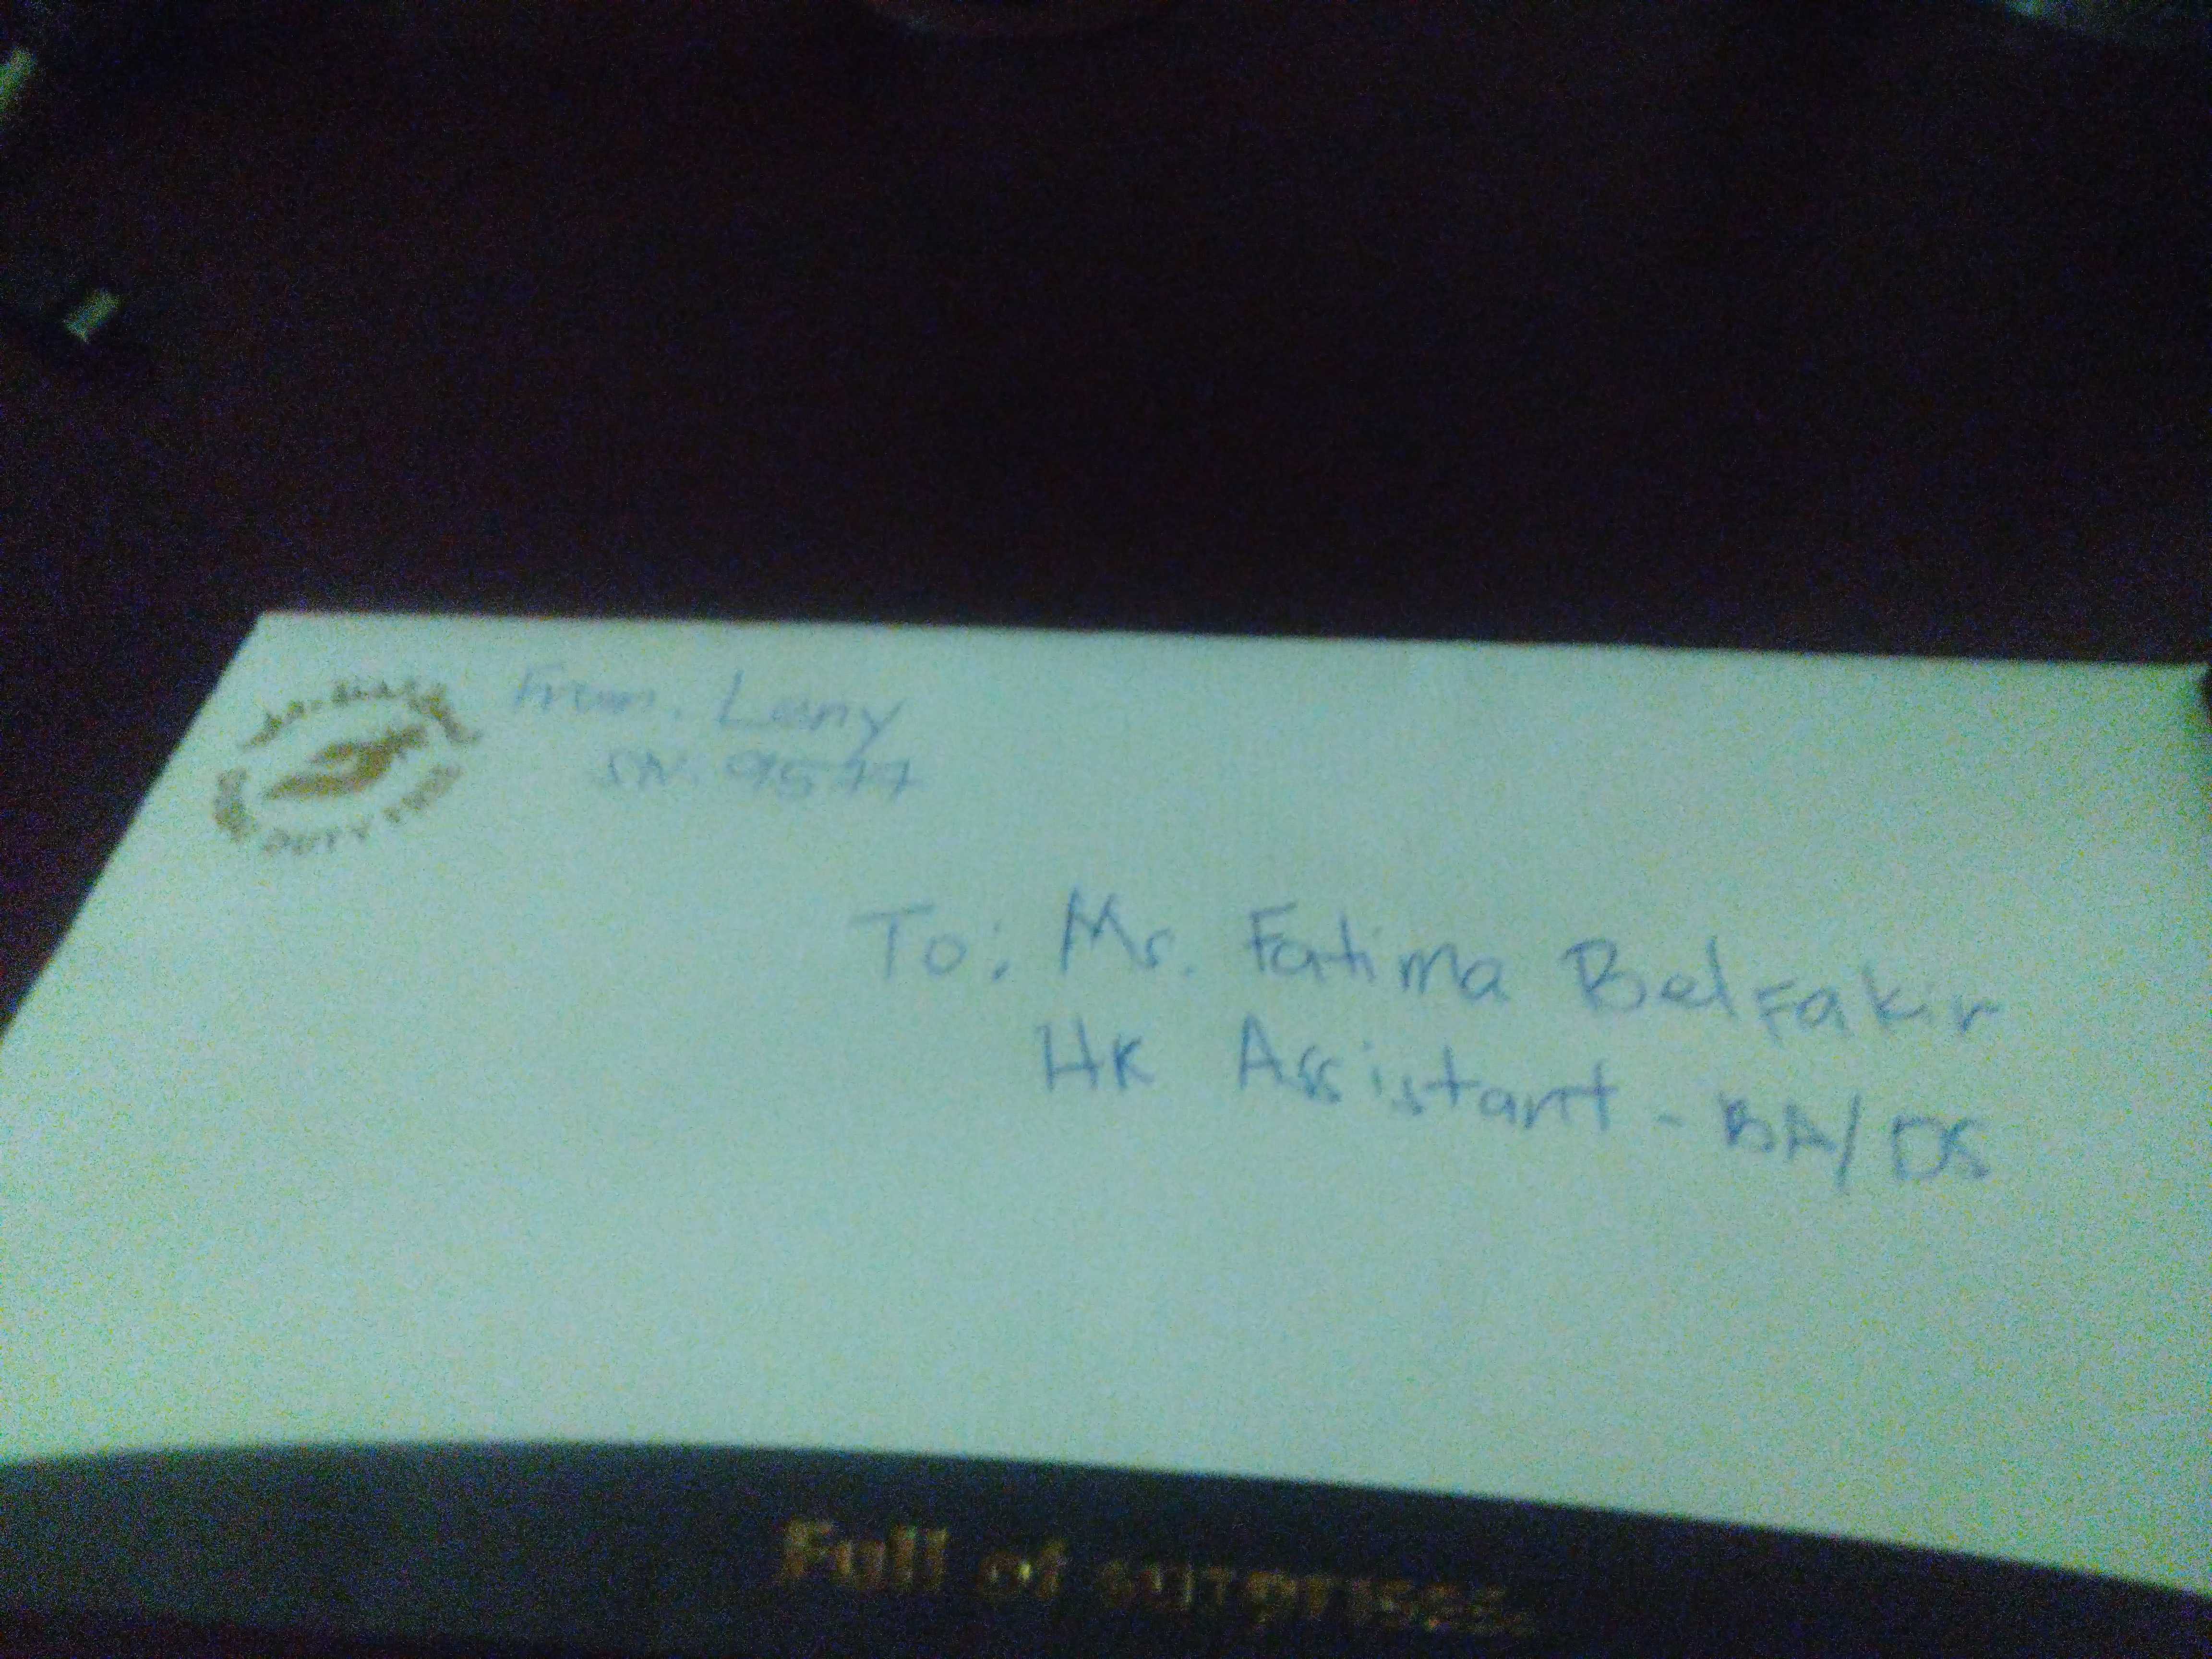 From. Leny
SN. 9577
To: Ms. Fatima Belfakir
HR Assistant - BA/DS
DUTY FREE
Full of surprises.